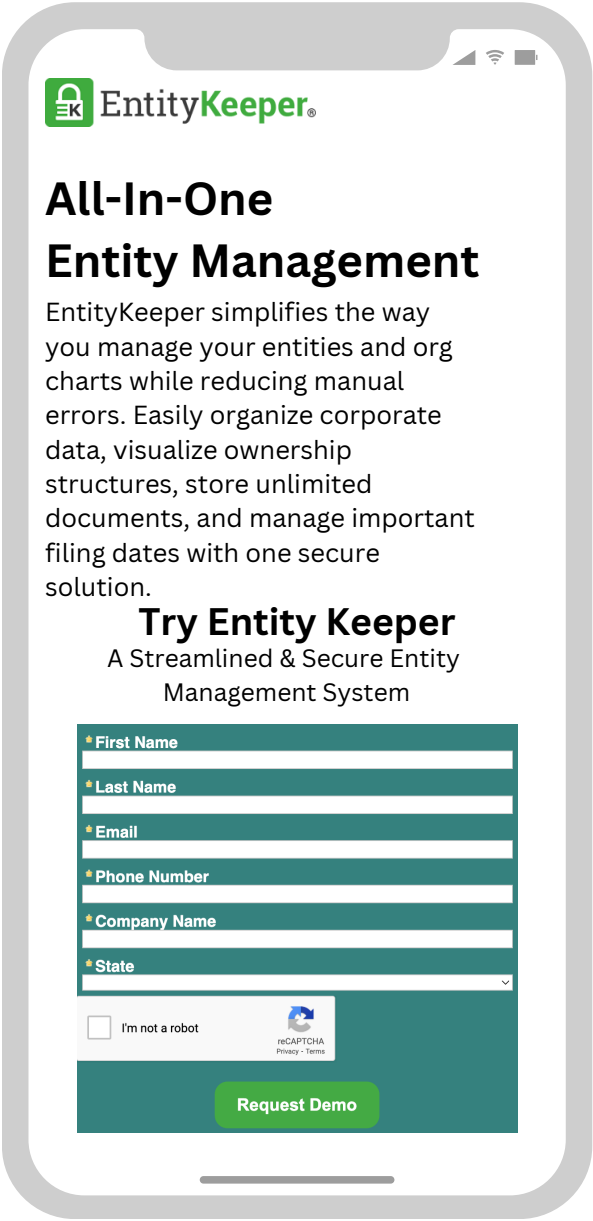 EntityKeeper®
All-In-One
Entity Management
EntityKeeper simplifies the way
you manage your entities and org
charts while reducing manual
errors. Easily organize corporate
data, visualize ownership
structures, store unlimited
documents, and manage important
filing dates with one secure
solution.
Try Entity Keeper
A Streamlined & Secure Entity
Management System
* First Name
* Last Name
* Email
* Phone Number
* Company Name
* State
I'm not a robot
reCAPTCHA
Privacy - Terms
Request Demo